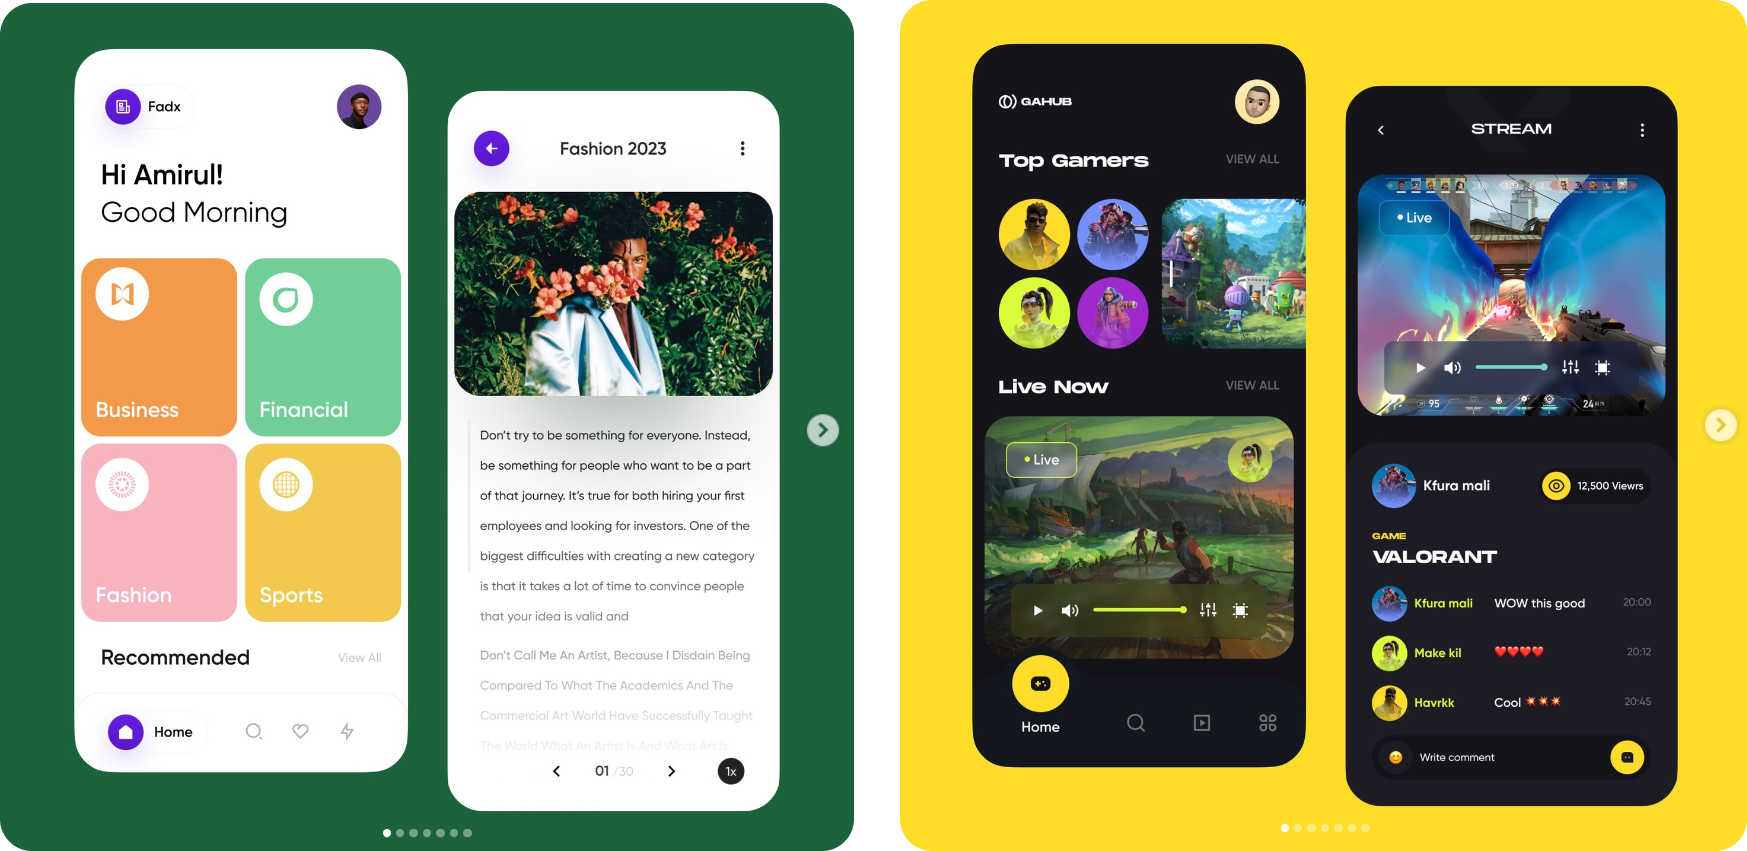 Fadx
Hi Amirul!
Good Morning
Business
Financial
Fashion
Sports
Recommended
View All
Home
Fashion 2023
Don't try to be something for everyone. Instead,
be something for people who want to be a part
of that journey. It's true for both hiring your first
employees and looking for investors. One of the
biggest difficulties with creating a new category
is that it takes a lot of time to convince people
that your idea is valid and
Don't Call Me An Artist, Because I Disdain Being
Compared To What The Academics And The
Commercial Art World Have Successfully Taught
The World What An Artist Is And What Art Is
01 /30
1x
GAHUB
Top Gamers
VIEW ALL
Live Now
VIEW ALL
Live
Home
STREAM
Live
95
24
Kfura mali
12,500 Viewrs
GAME
VALORANT
Kfura mali WOW this good 20:00
Make kil ❤️❤️❤️❤️ 20:12
Havrkk Cool 💥💥💥 20:45
😊 Write comment